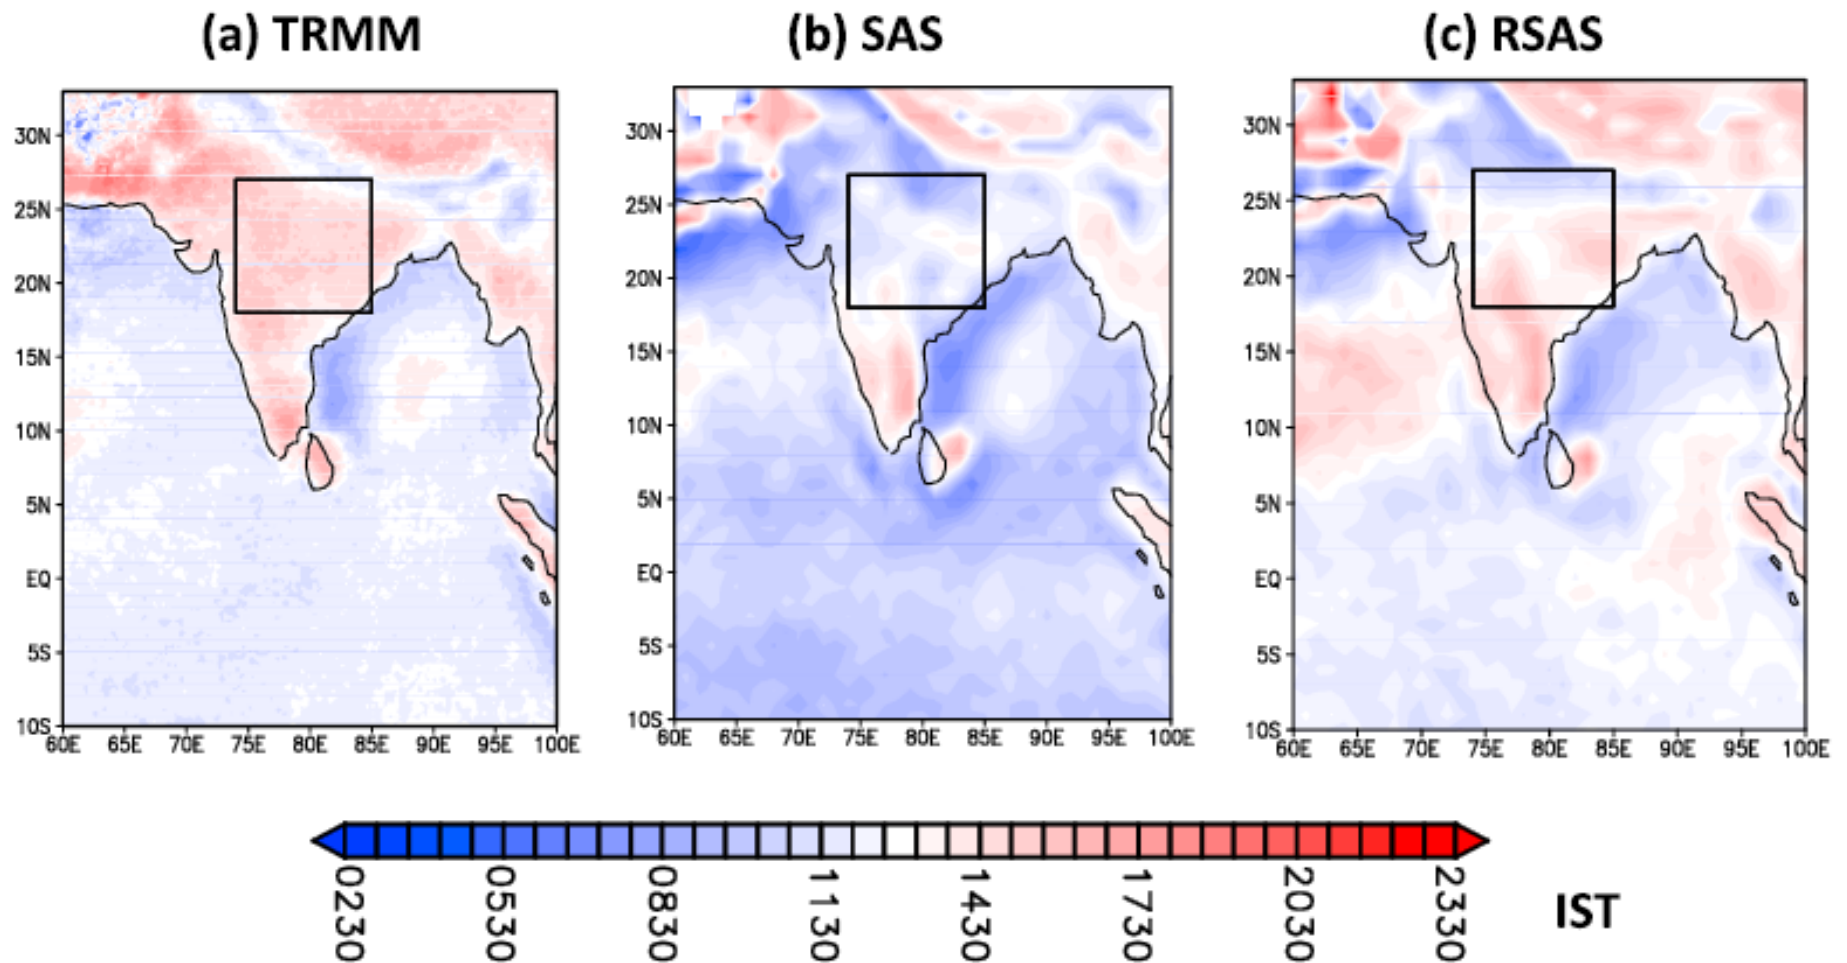 (a) TRMM
(b) SAS
(c) RSAS
30N
25N
20N
15N
10N
5N
EQ
5S
10S
60E 65E 70E 75E 80E 85E 90E 95E 100E
30N
25N
20N
15N
10N
5N
EQ
5S
10S
60E 65E 70E 75E 80E 85E 90E 95E 100E
30N
25N
20N
15N
10N
5N
EQ
5S
10S
60E 65E 70E 75E 80E 85E 90E 95E 100E
0230 0530 0830 1130 1430 1730 2030 2330
IST